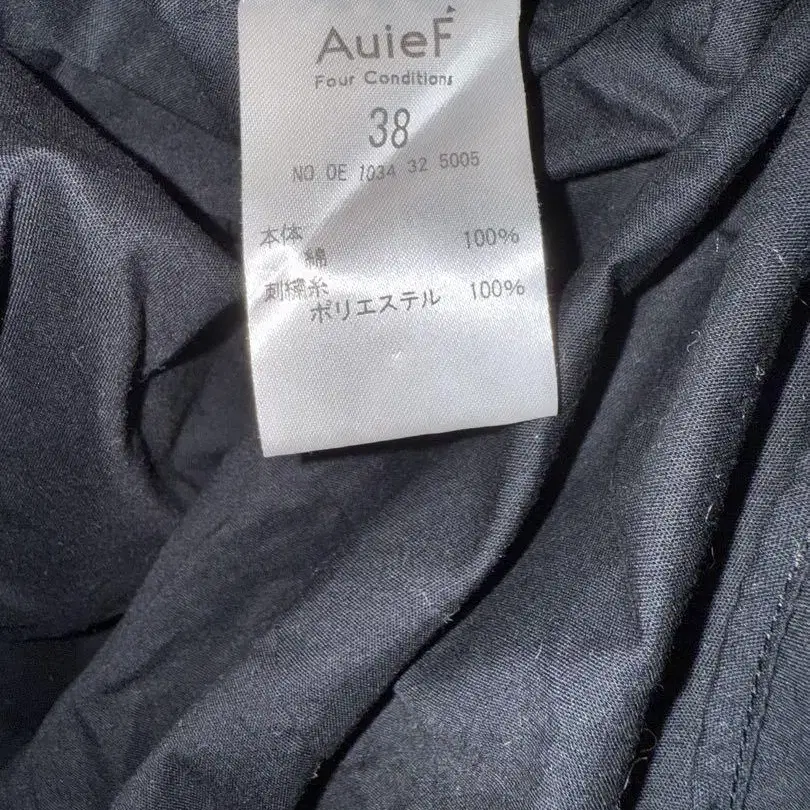 AuieF
Four Conditions
38
NO OE 1034 32 5005
本体
綿 100%
刺繍糸
ポリエステル 100%